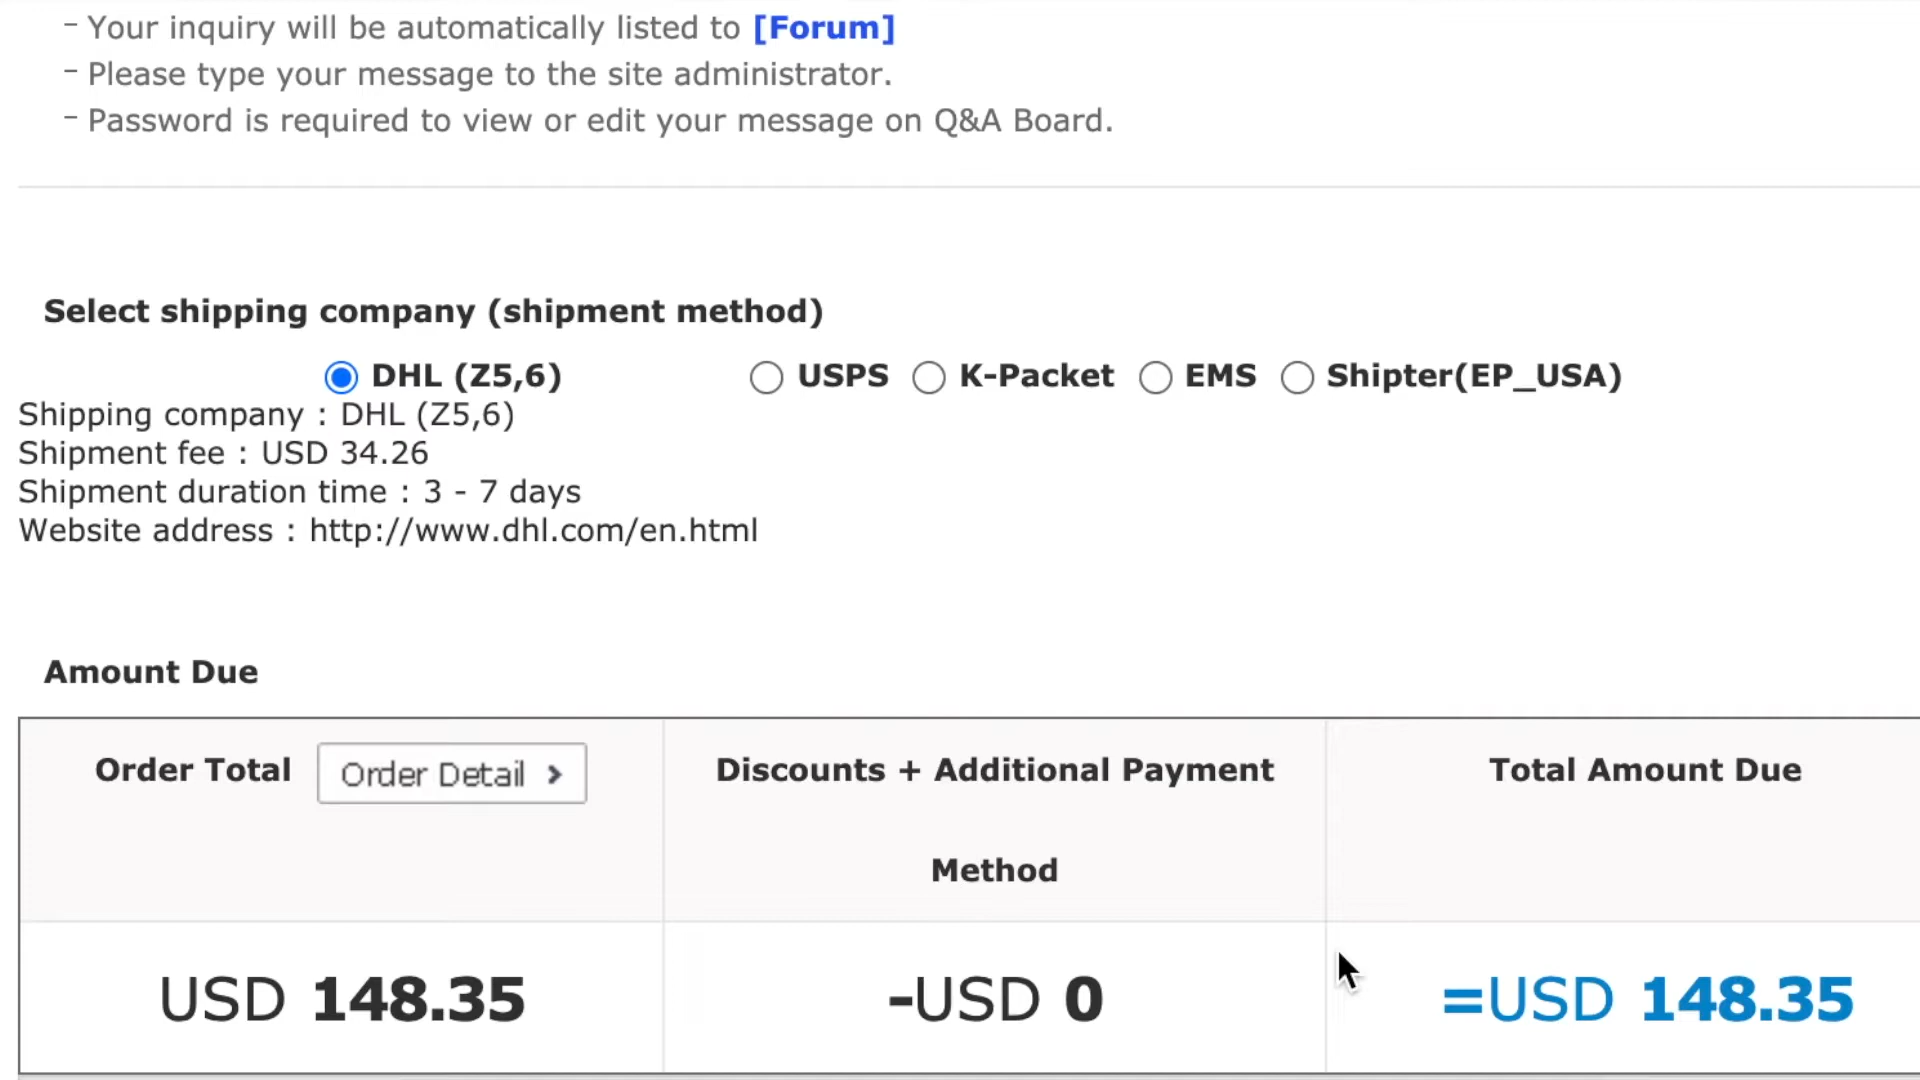 - Your inquiry will be automatically listed to [Forum]
- Please type your message to the site administrator.
- Password is required to view or edit your message on Q&A Board.
Select shipping company (shipment method)
DHL (Z5,6) USPS K-Packet EMS Shipter(EP_USA)
Shipping company : DHL (Z5,6)
Shipment fee : USD 34.26
Shipment duration time : 3 - 7 days
Website address : http://www.dhl.com/en.html
Amount Due
Order Total Order Detail > Discounts + Additional Payment Total Amount Due
Method
USD 148.35 -USD 0 =USD 148.35